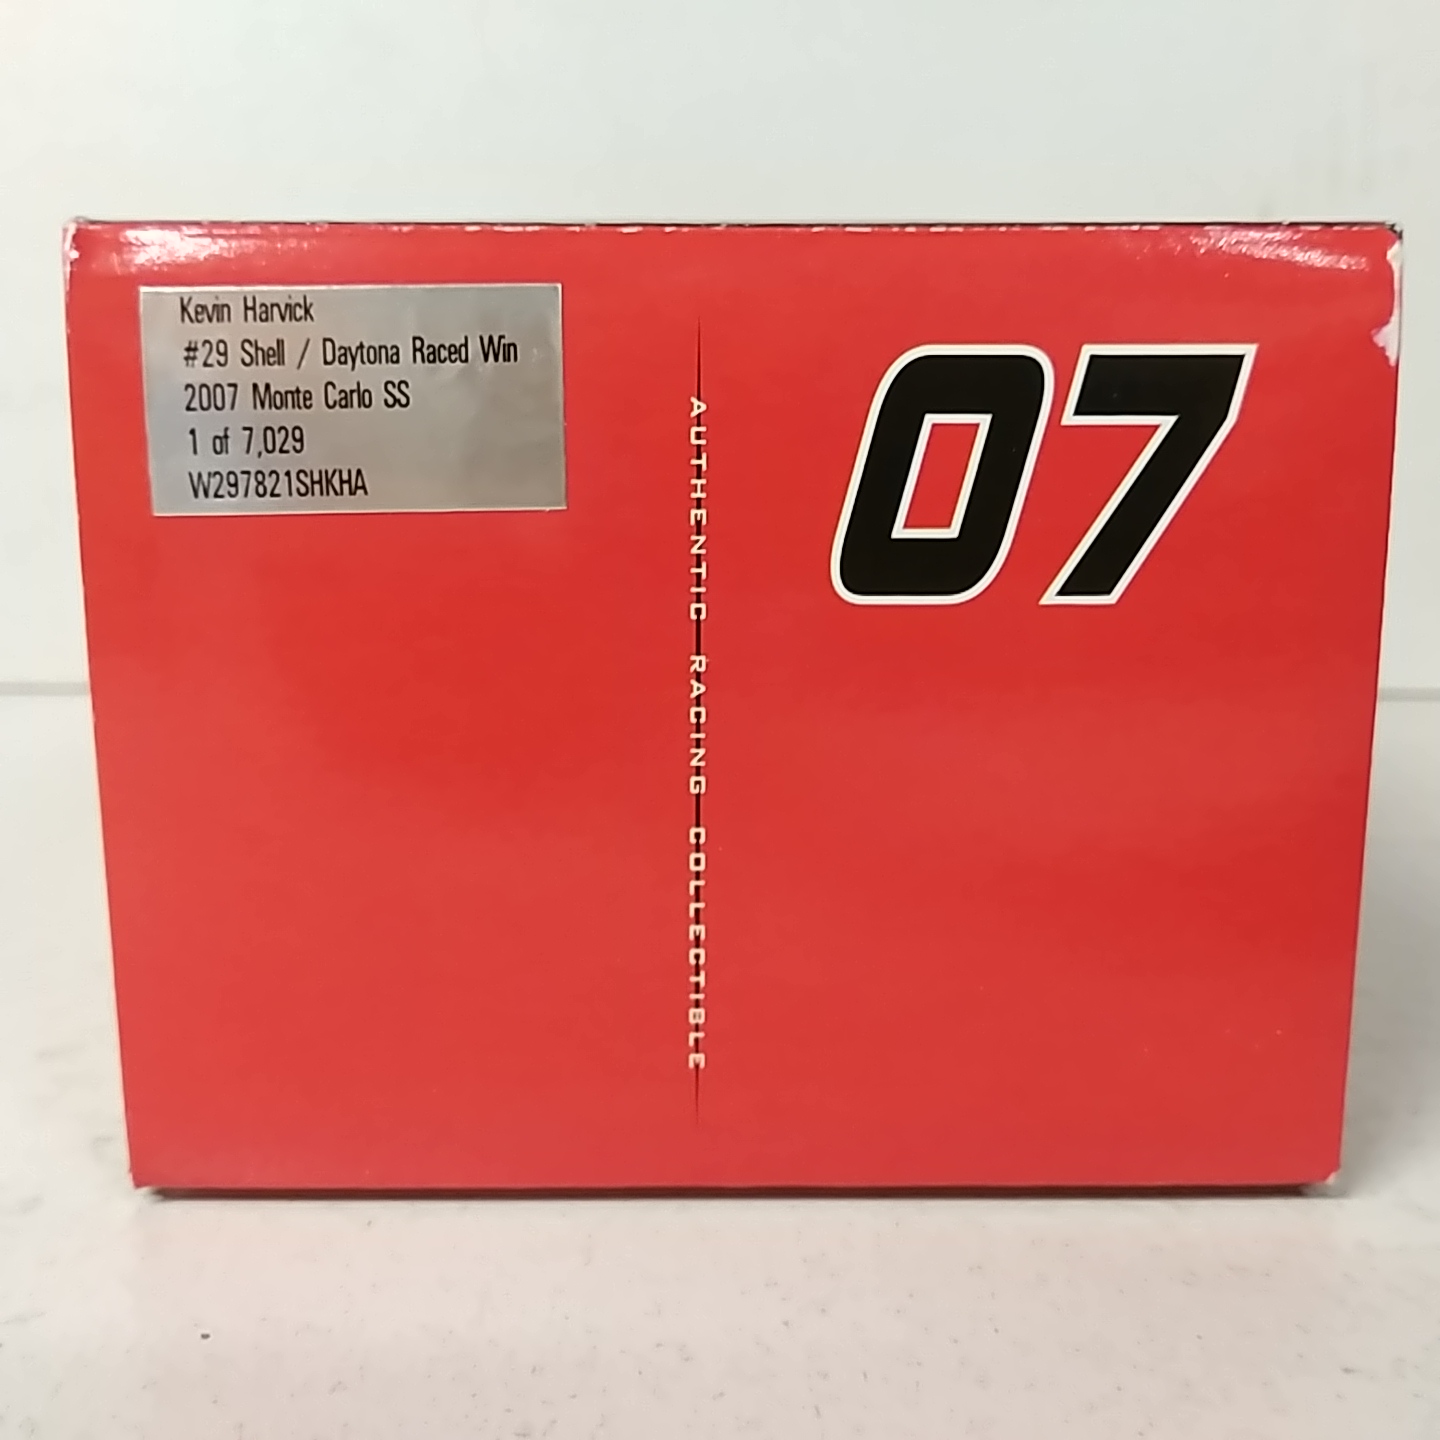 Kevin Harvick
#29 Shell / Daytona Raced Win
2007 Monte Carlo SS
1 of 7,029
W297821SHKHA
AUTHENTIC RACING COLLECTIBLE
07